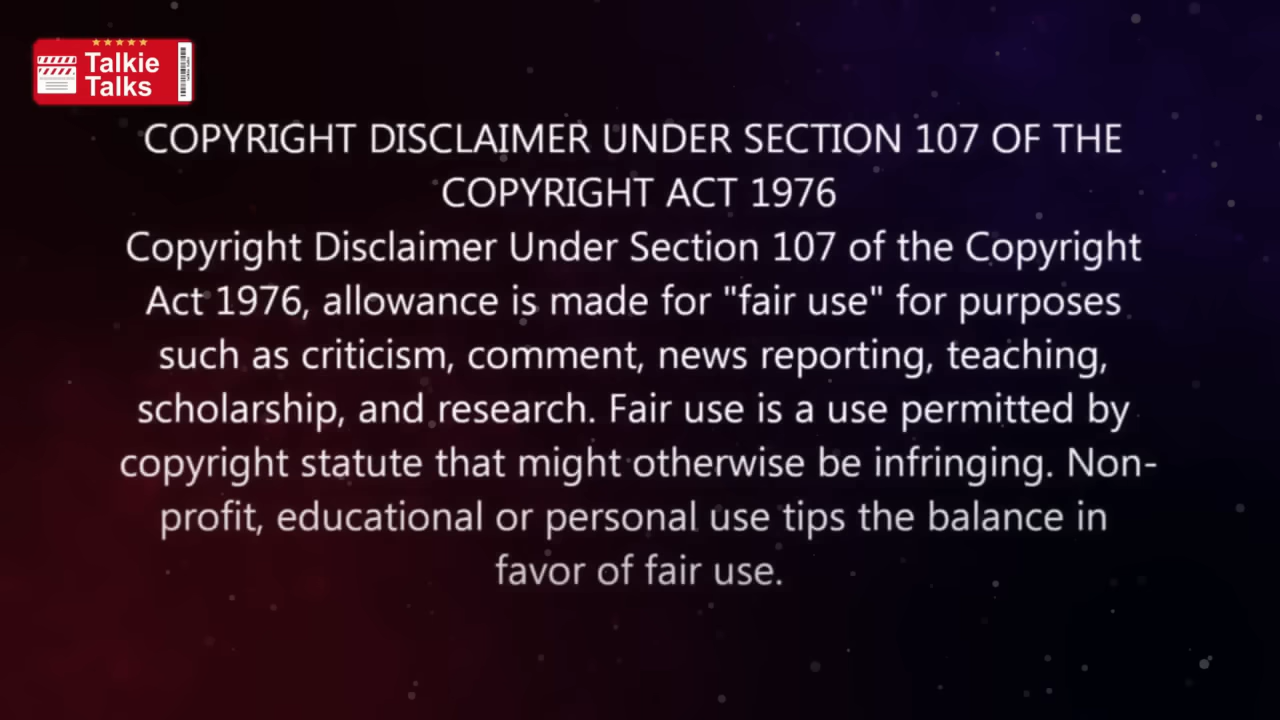 Talkie
Talks
COPYRIGHT DISCLAIMER UNDER SECTION 107 OF THE
COPYRIGHT ACT 1976
Copyright Disclaimer Under Section 107 of the Copyright
Act 1976, allowance is made for "fair use" for purposes
such as criticism, comment, news reporting, teaching,
scholarship, and research. Fair use is a use permitted by
copyright statute that might otherwise be infringing. Non-
profit, educational or personal use tips the balance in
favor of fair use.